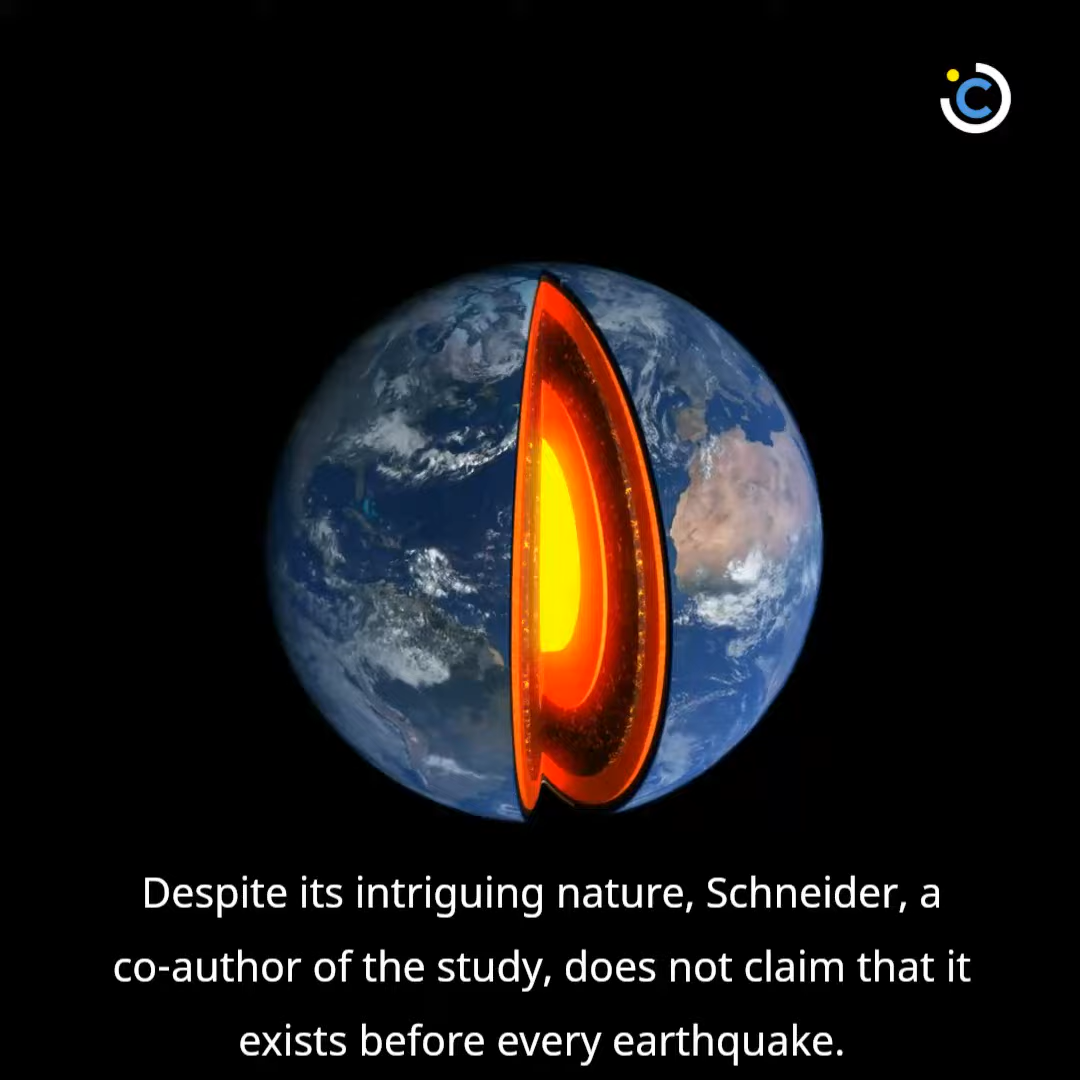 C
Despite its intriguing nature, Schneider, a
co-author of the study, does not claim that it
exists before every earthquake.